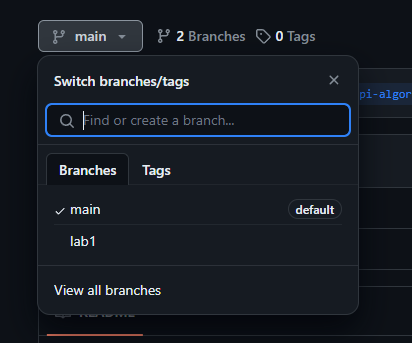 main
2 Branches
0 Tags
Switch branches/tags
Find or create a branch...
pi-algor
Branches
Tags
main
default
lab1
View all branches